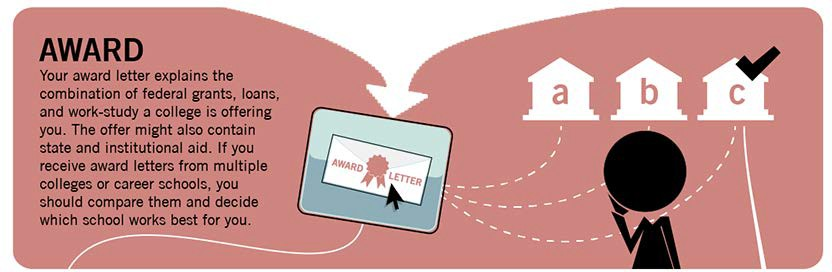 AWARD
Your award letter explains the
combination of federal grants, loans,
and work-study a college is offering
you. The offer might also contain
state and institutional aid. If you
receive award letters from multiple
colleges or career schools, you
should compare them and decide
which school works best for you.
AWARD LETTER
a b c